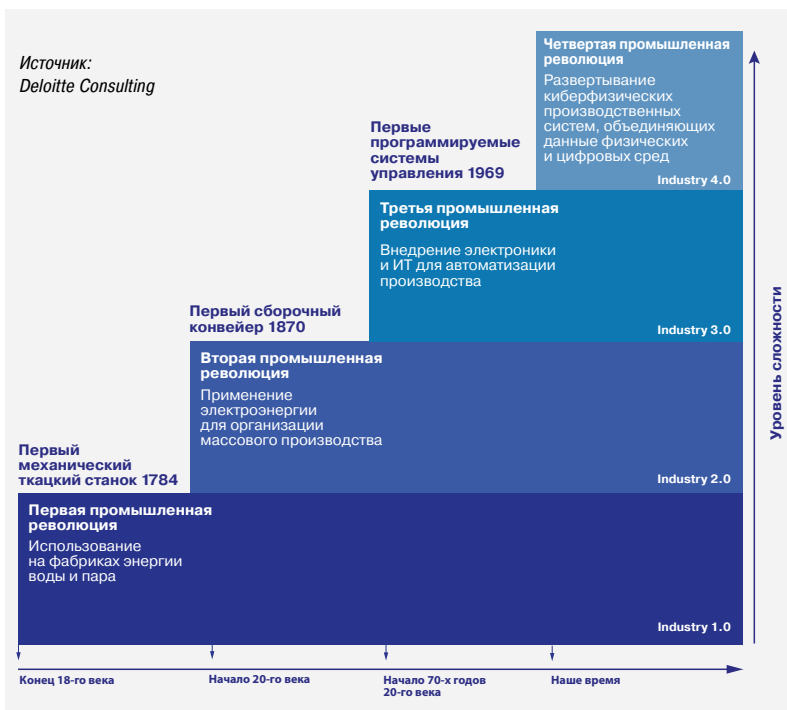 Источник:
Deloitte Consulting
Четвертая промышленная
революция
Развертывание
киберфизических
производственных
систем, объединяющих
данные физических
и цифровых сред
Industry 4.0
Первые
программируемые
системы
управления 1969
Третья промышленная
революция
Внедрение электроники
и ИТ для автоматизации
производства
Industry 3.0
Первый сборочный
конвейер 1870
Вторая промышленная
революция
Применение
электроэнергии
для организации
массового производства
Industry 2.0
Первый
механический
ткацкий станок 1784
Первая промышленная
революция
Использование
на фабриках энергии
воды и пара
Industry 1.0
Уровень сложности
Конец 18-го века
Начало 20-го века
Начало 70-х годов
20-го века
Наше время